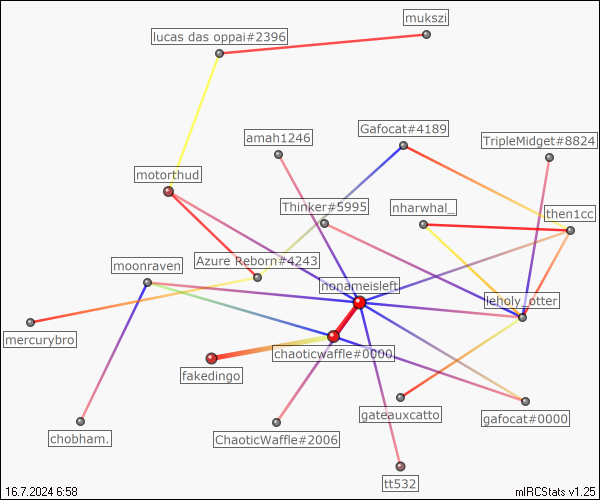 mukszi
lucas das oppai#2396
Gafocat#4189
amah1246
TripleMidget#8824
motorthud
Thinker#5995
nharwhal_
then1cc
Azure Reborn#4243
moonraven
nonameisleft
leholy_otter
mercurybro
chaoticwaffle#0000
fakedingo
gateauxcatto
gafocat#0000
chobham.
ChaoticWaffle#2006
tt532
16.7.2024 6:58
mIRCStats v1.25